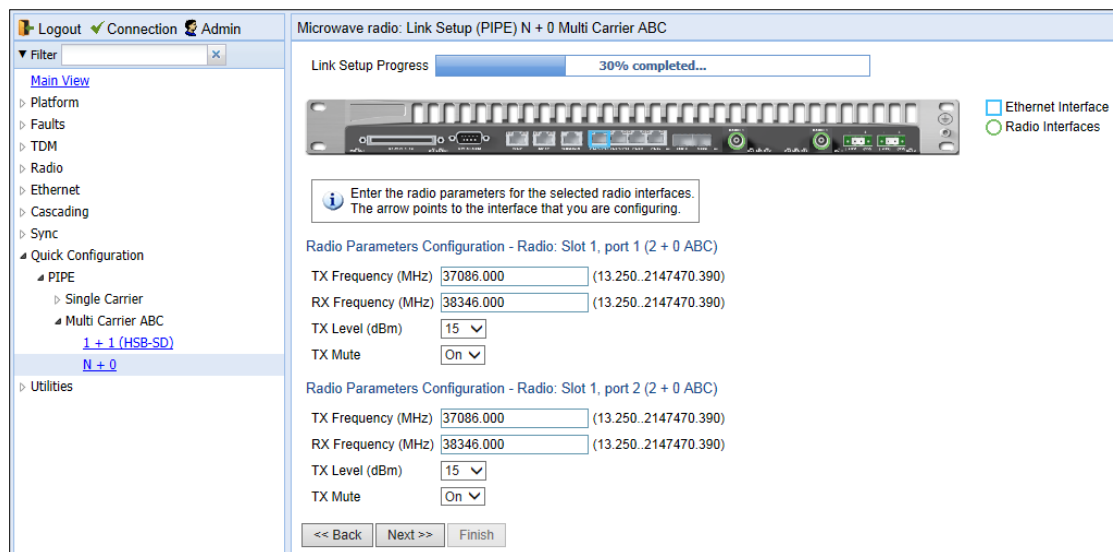 Logout Connection Admin
Filter
Main View
Platform
Faults
TDM
Radio
Ethernet
Cascading
Sync
Quick Configuration
PIPE
Single Carrier
Multi Carrier ABC
1 + 1 (HSB-SD)
N + 0
Utilities
Microwave radio: Link Setup (PIPE) N + 0 Multi Carrier ABC
Link Setup Progress 30% completed...
Ethernet Interface
Radio Interfaces
Enter the radio parameters for the selected radio interfaces.
The arrow points to the interface that you are configuring.
Radio Parameters Configuration - Radio: Slot 1, port 1 (2 + 0 ABC)
TX Frequency (MHz) 37086.000 (13.250..2147470.390)
RX Frequency (MHz) 38346.000 (13.250..2147470.390)
TX Level (dBm) 15
TX Mute On
Radio Parameters Configuration - Radio: Slot 1, port 2 (2 + 0 ABC)
TX Frequency (MHz) 37086.000 (13.250..2147470.390)
RX Frequency (MHz) 38346.000 (13.250..2147470.390)
TX Level (dBm) 15
TX Mute On
<< Back Next >> Finish